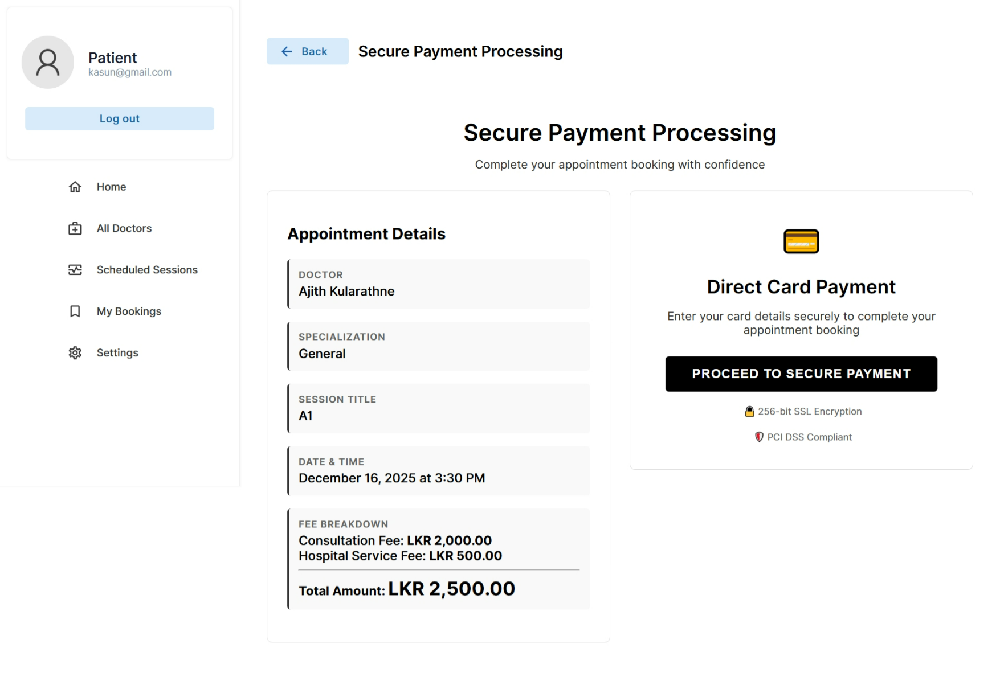 Patient
kasun@gmail.com
Log out
Home
All Doctors
Scheduled Sessions
My Bookings
Settings
Back
Secure Payment Processing
Secure Payment Processing
Complete your appointment booking with confidence
Appointment Details
DOCTOR
Ajith Kularathne
SPECIALIZATION
General
SESSION TITLE
A1
DATE & TIME
December 16, 2025 at 3:30 PM
FEE BREAKDOWN
Consultation Fee: LKR 2,000.00
Hospital Service Fee: LKR 500.00
Total Amount: LKR 2,500.00
Direct Card Payment
Enter your card details securely to complete your
appointment booking
PROCEED TO SECURE PAYMENT
256-bit SSL Encryption
PCI DSS Compliant